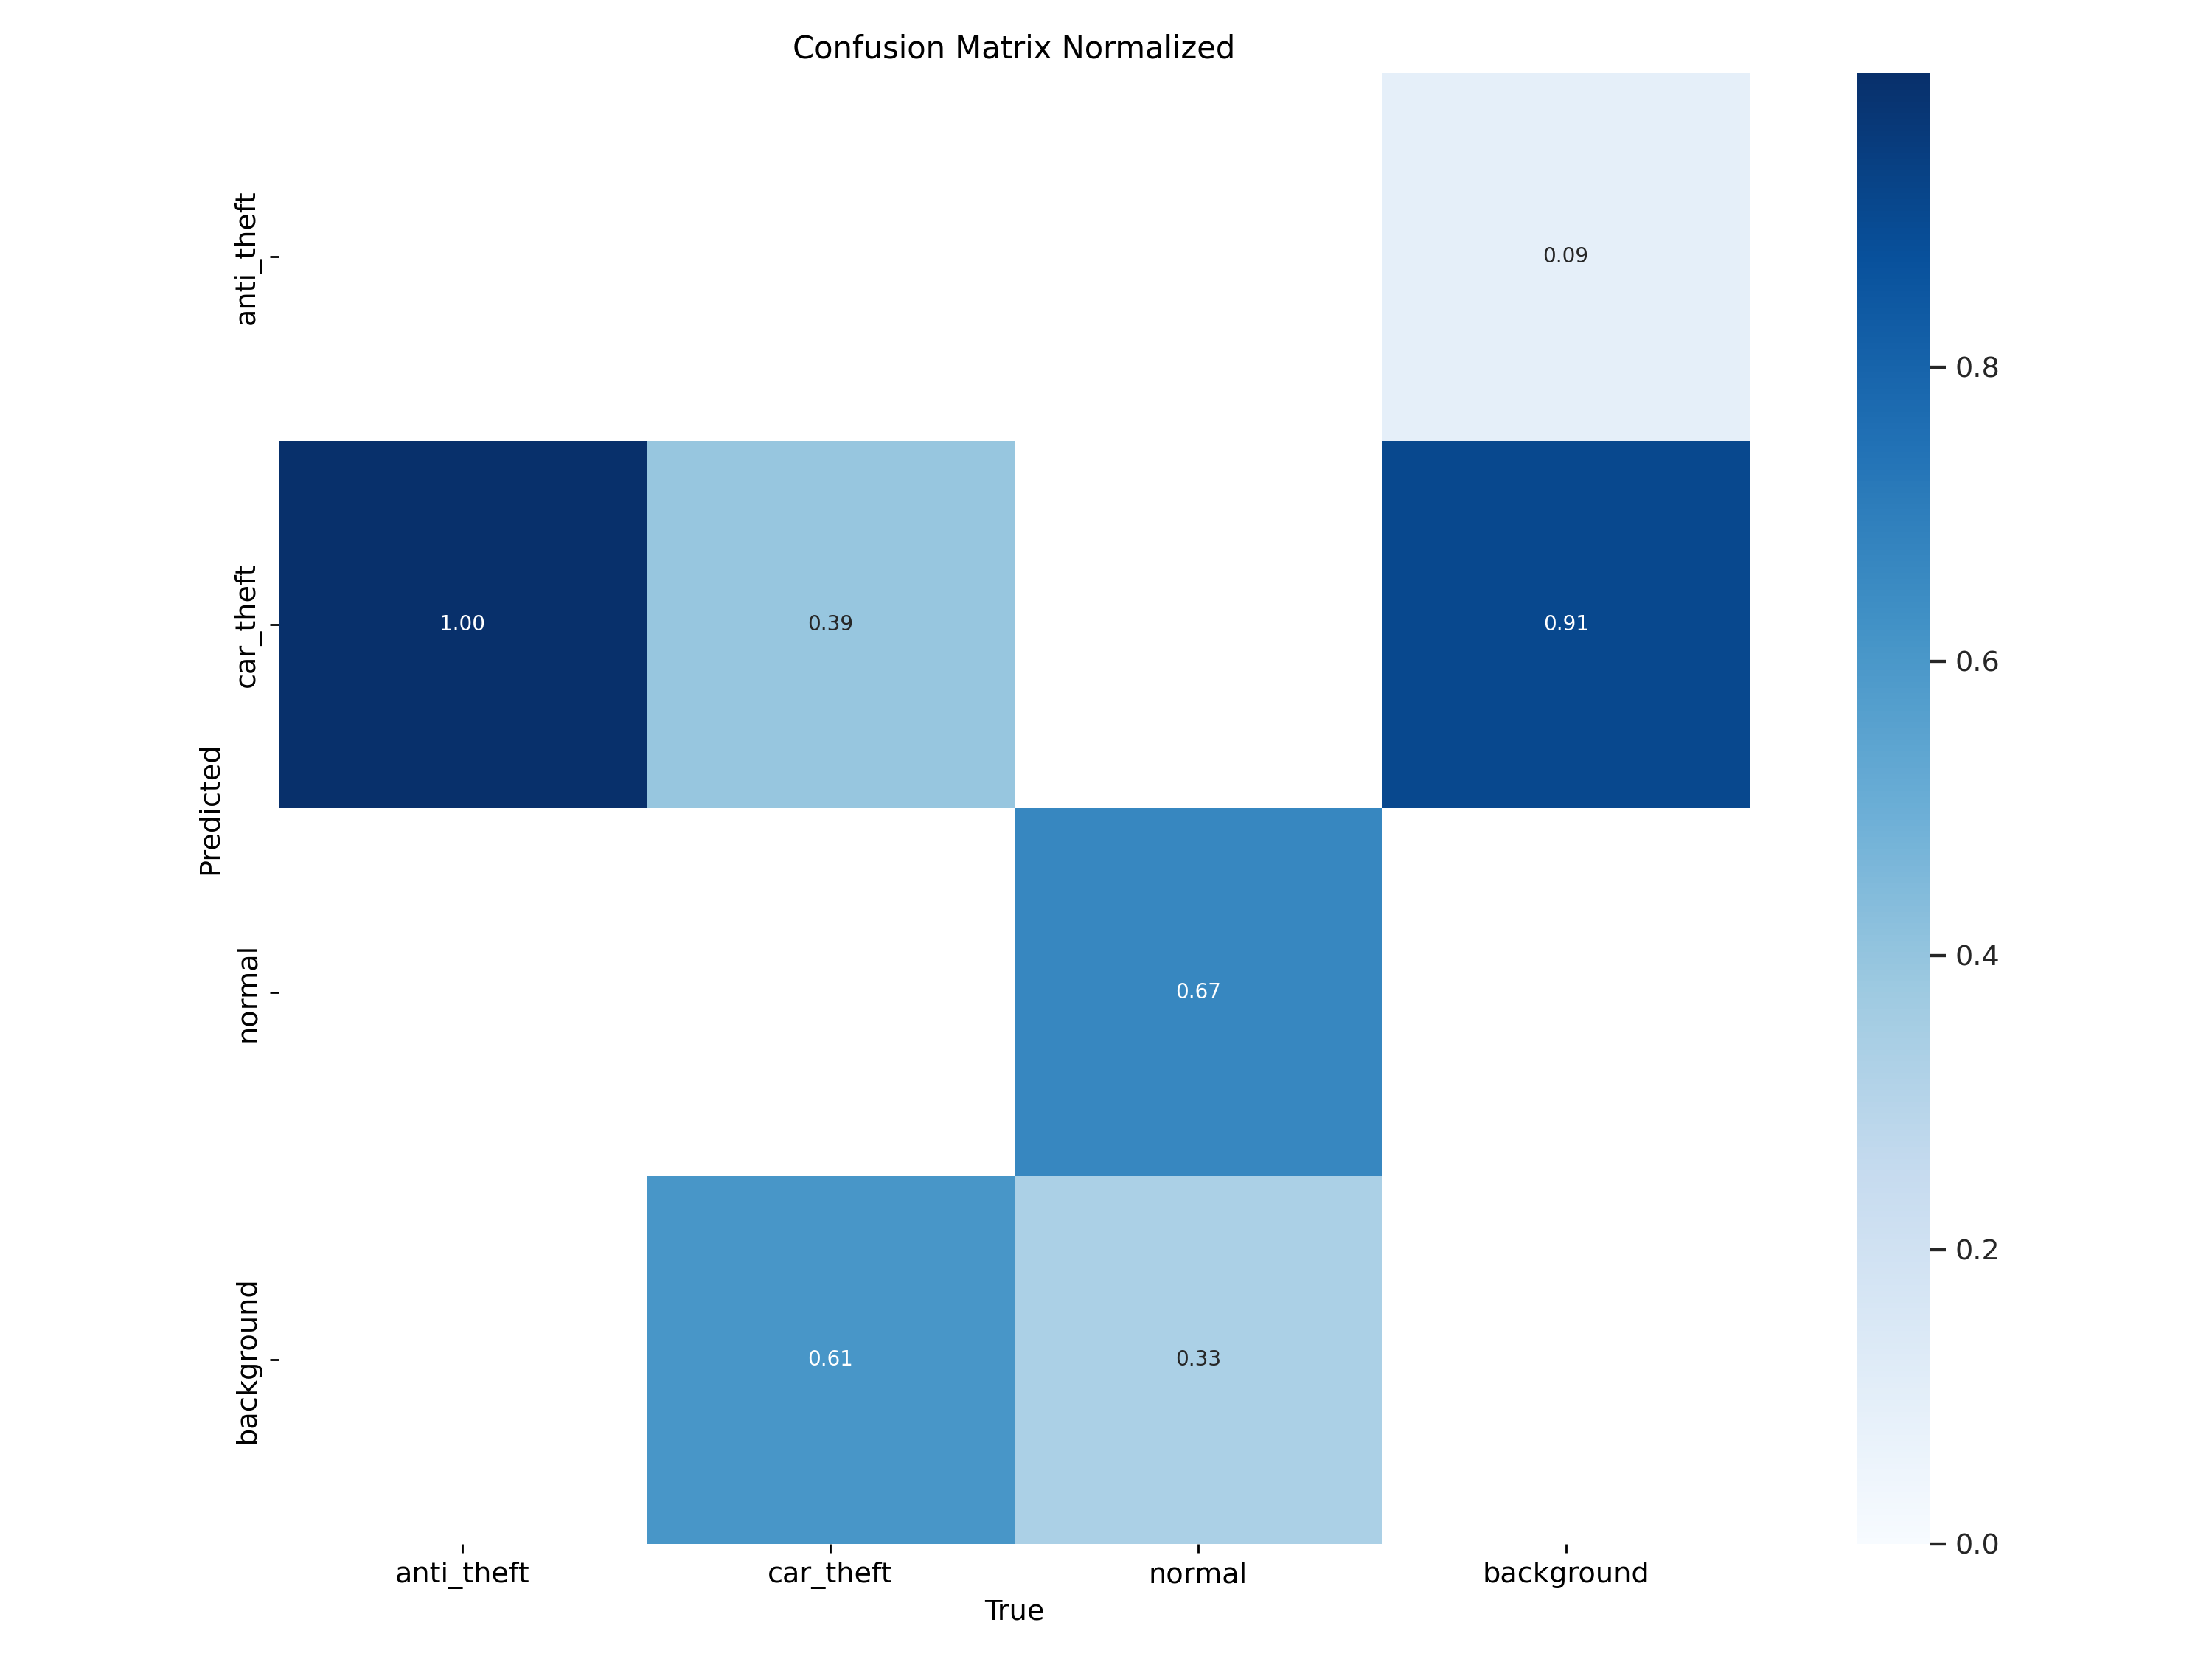 Confusion Matrix Normalized
anti_theft
0.09
car_theft
1.00 0.39 0.91
normal
0.67
background
0.61 0.33
Predicted
anti_theft car_theft normal background
True
0.8
0.6
0.4
0.2
0.0